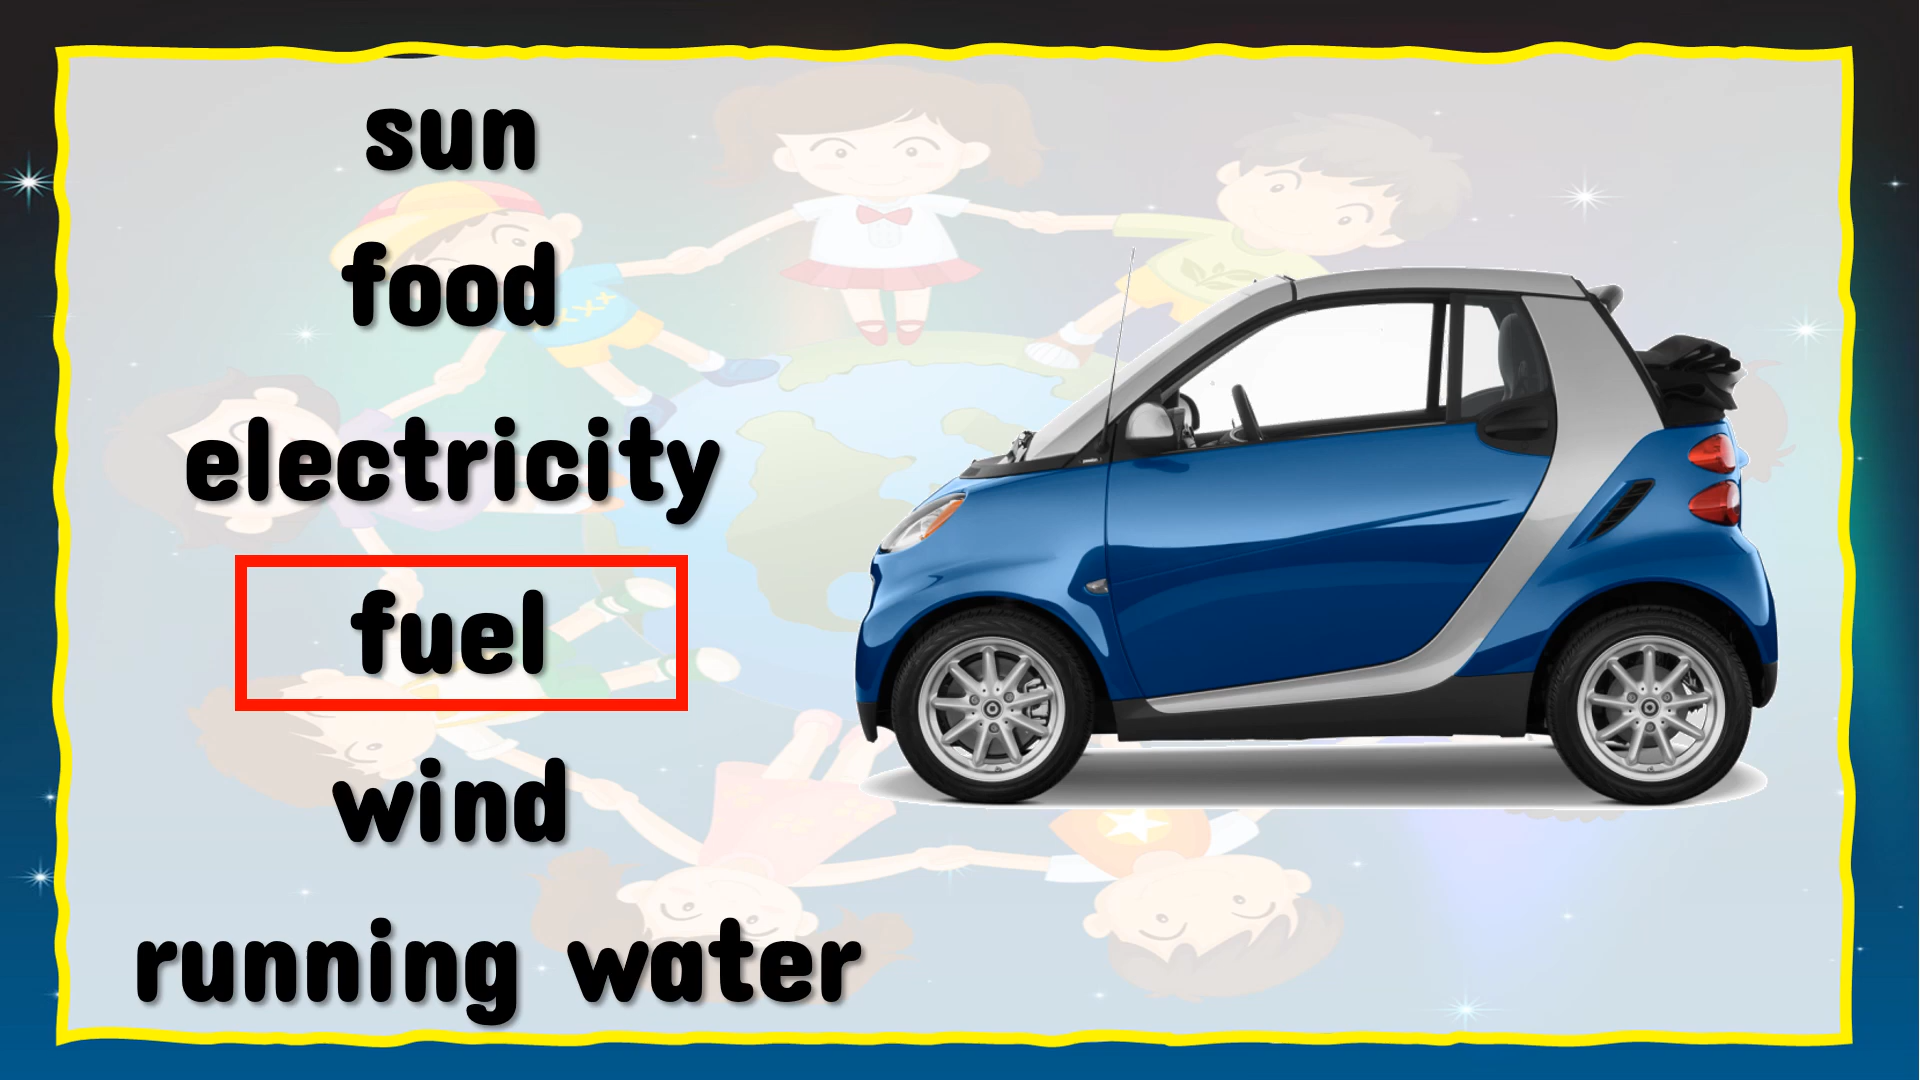 sun
food
electricity
fuel
wind
running water